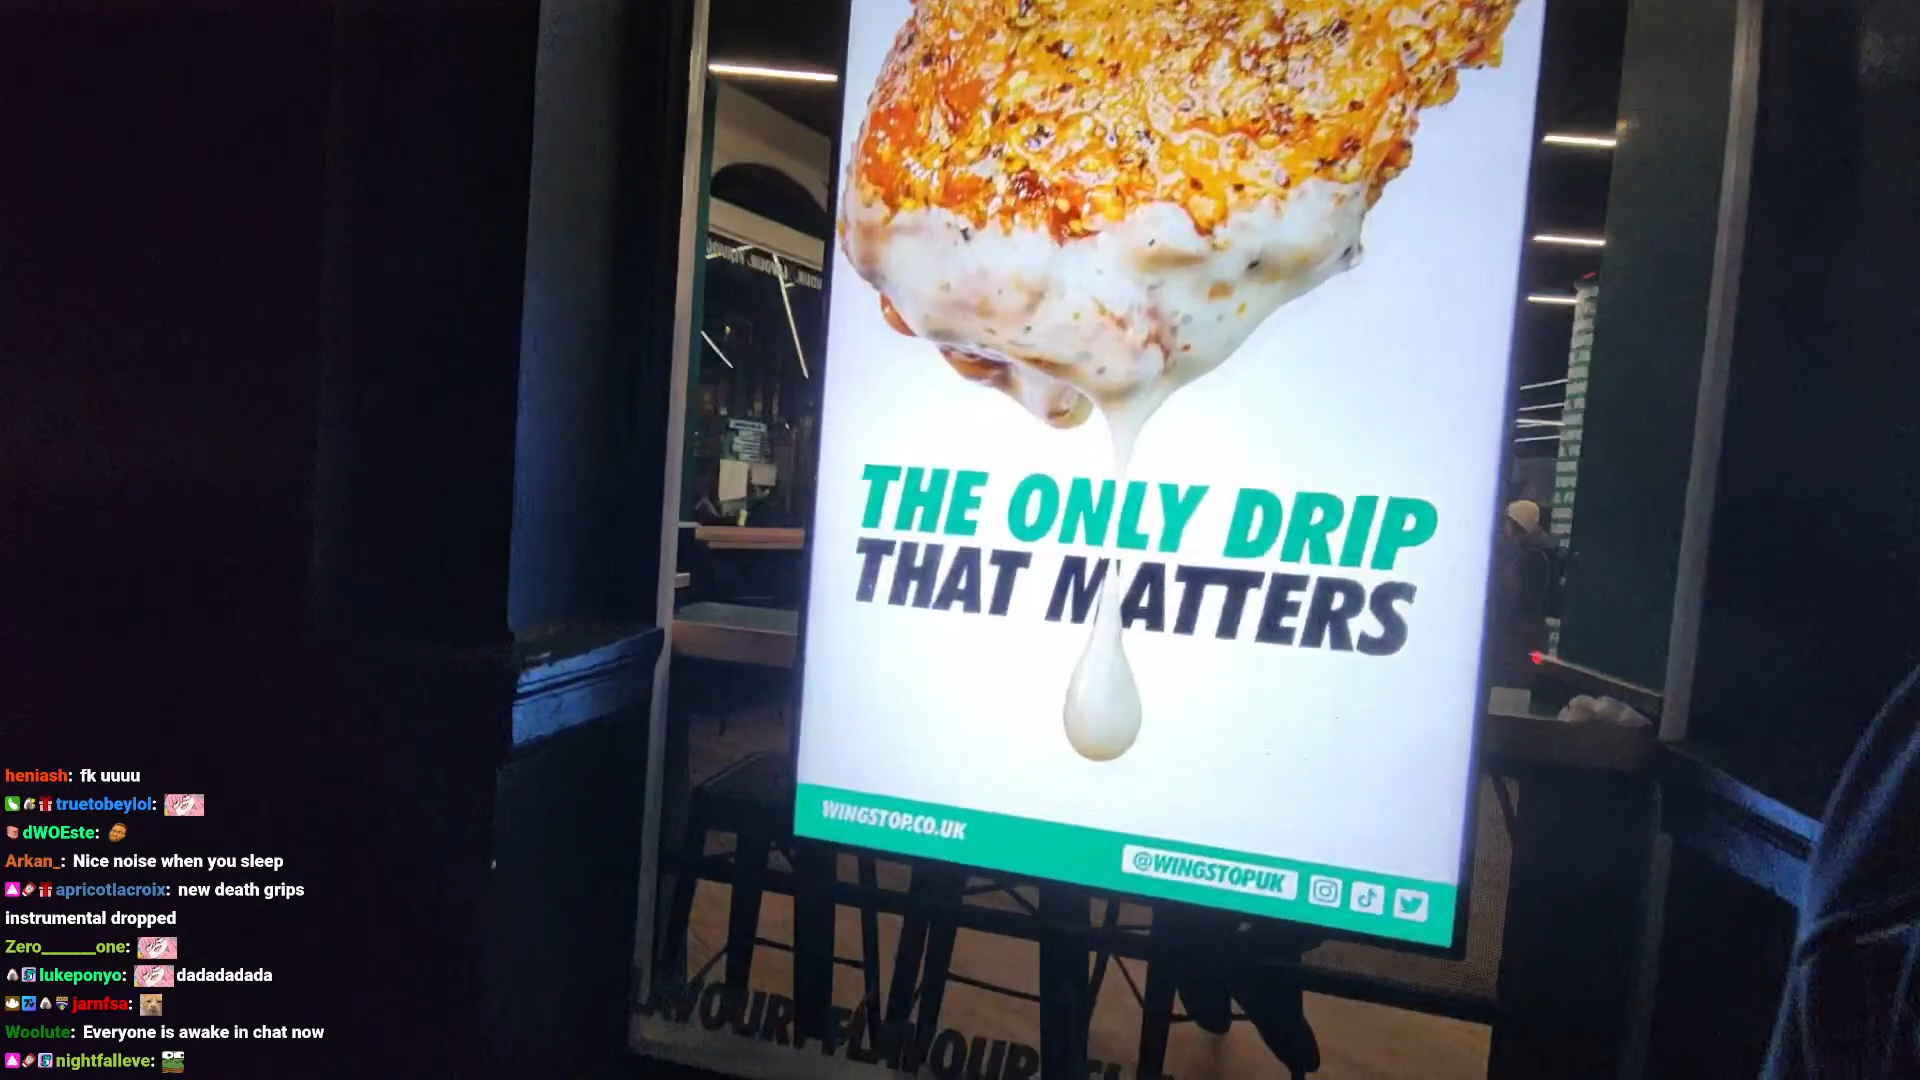 THE ONLY DRIP
THAT MATTERS
WINGSTOP.CO.UK
@WINGSTOPUK
heniash: fk uuuu
truetobeylol:
dWOEste:
Arkan_: Nice noise when you sleep
apricotlacroix: new death grips
instrumental dropped
Zero______one:
lukeponyo: dadadadada
jarnfsa:
Woolute: Everyone is awake in chat now
nightfalleve: